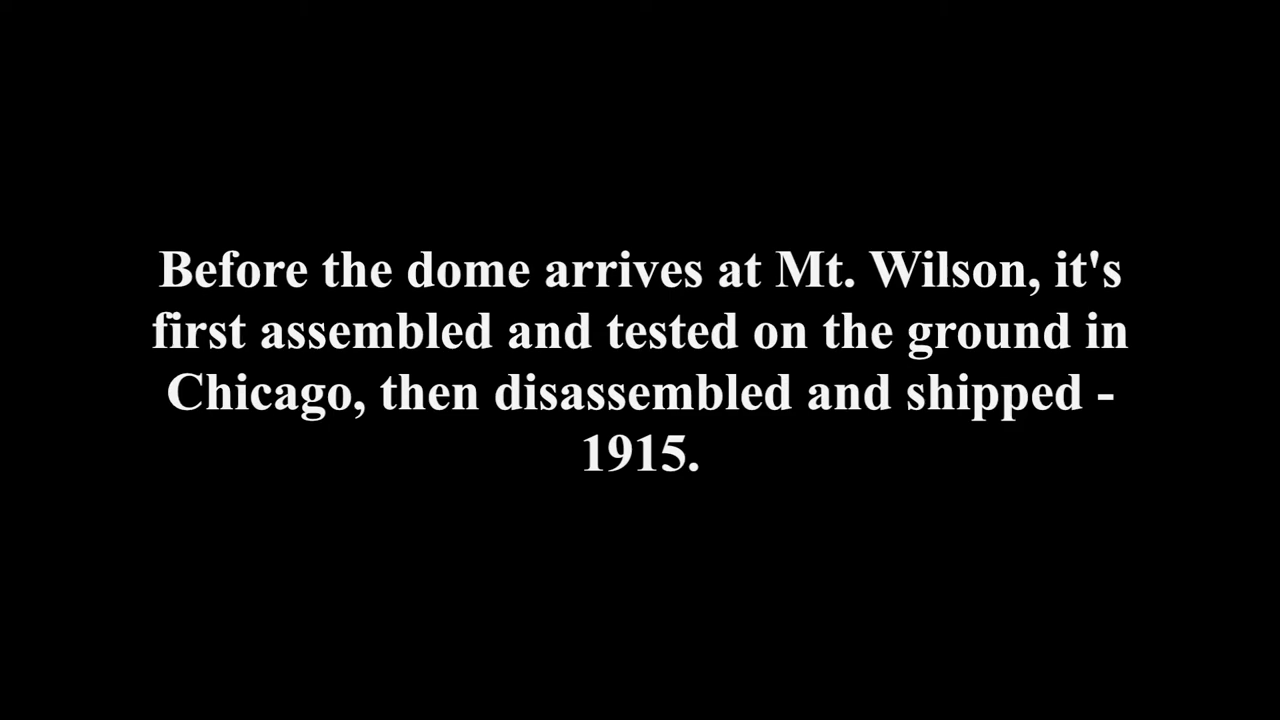 Before the dome arrives at Mt. Wilson, it's
first assembled and tested on the ground in
Chicago, then disassembled and shipped -
1915.